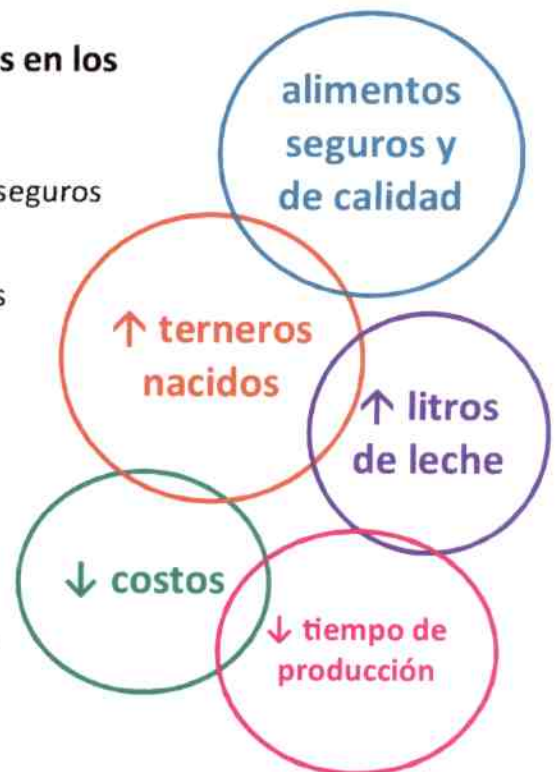 s en los
seguros
s
alimentos
seguros y
de calidad
↑ terneros
nacidos
↑ litros
de leche
↓ costos
↓ tiempo de
producción